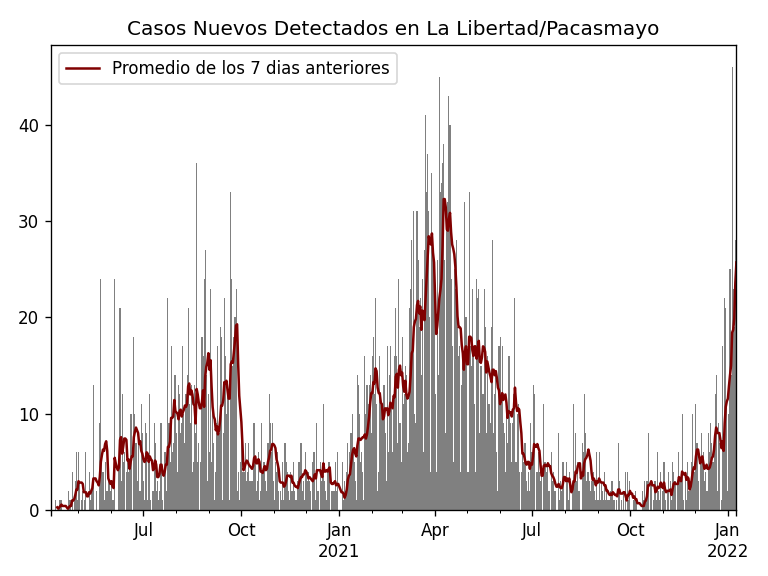 Casos Nuevos Detectados en La Libertad/Pacasmayo
Promedio de los 7 dias anteriores
40
30
20
10
0
Jul Oct Jan Apr Jul Oct Jan
2021 2022